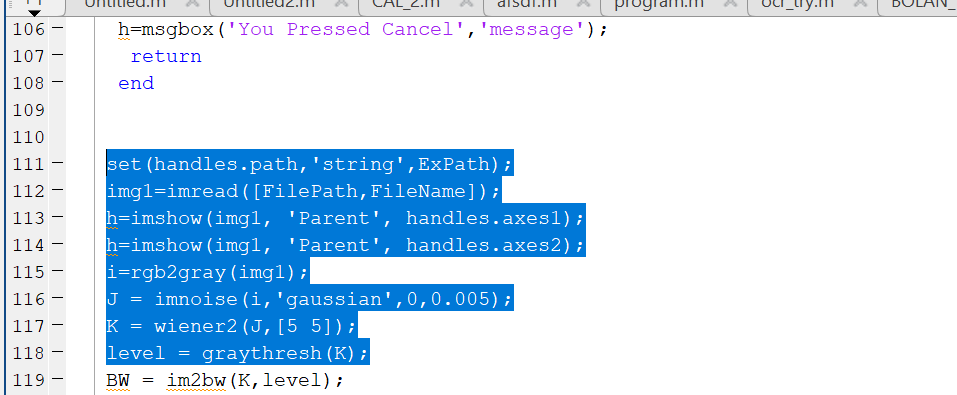 Untitled.m Untitled2.m CAL_2.m afsdf.m program.m ocr_try.m BOLAN_
106 h=msgbox('You Pressed Cancel','message');
107 return
108 end
109
110
111 set(handles.path,'string',ExPath);
112 img1=imread([FilePath,FileName]);
113 h=imshow(img1, 'Parent', handles.axes1);
114 h=imshow(img1, 'Parent', handles.axes2);
115 i=rgb2gray(img1);
116 J = imnoise(i,'gaussian',0,0.005);
117 K = wiener2(J,[5 5]);
118 level = graythresh(K);
119 BW = im2bw(K,level);